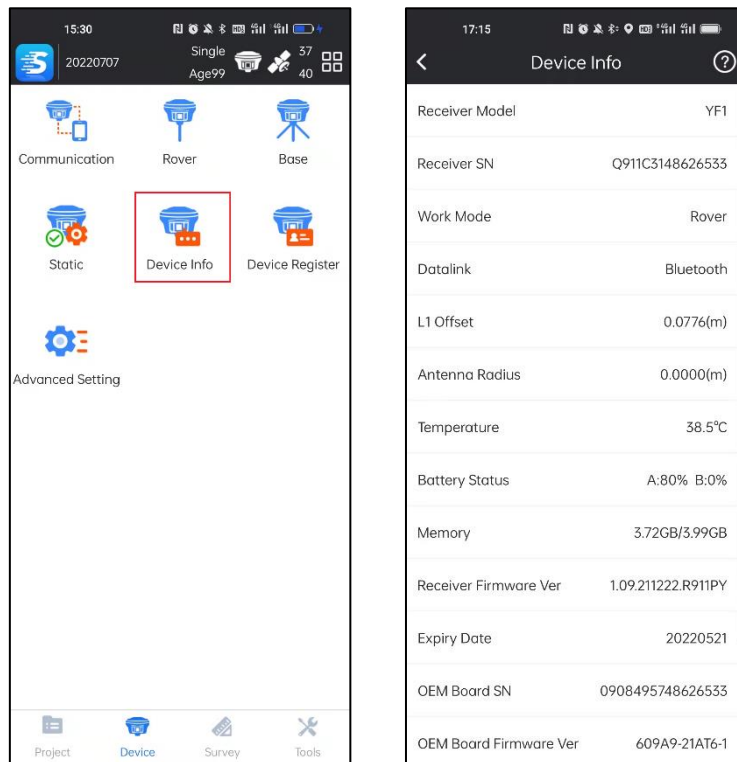 15:30
20220707
Single
Age99
37
40
Communication
Rover
Base
Static
Device Info
Device Register
Advanced Setting
Project
Device
Survey
Tools
17:15
Device Info
Receiver Model YF1
Receiver SN Q911C3148626533
Work Mode Rover
Datalink Bluetooth
L1 Offset 0.0776(m)
Antenna Radius 0.0000(m)
Temperature 38.5°C
Battery Status A:80% B:0%
Memory 3.72GB/3.99GB
Receiver Firmware Ver 1.09.211222.R911PY
Expiry Date 20220521
OEM Board SN 0908495748626533
OEM Board Firmware Ver 609A9-21AT6-1